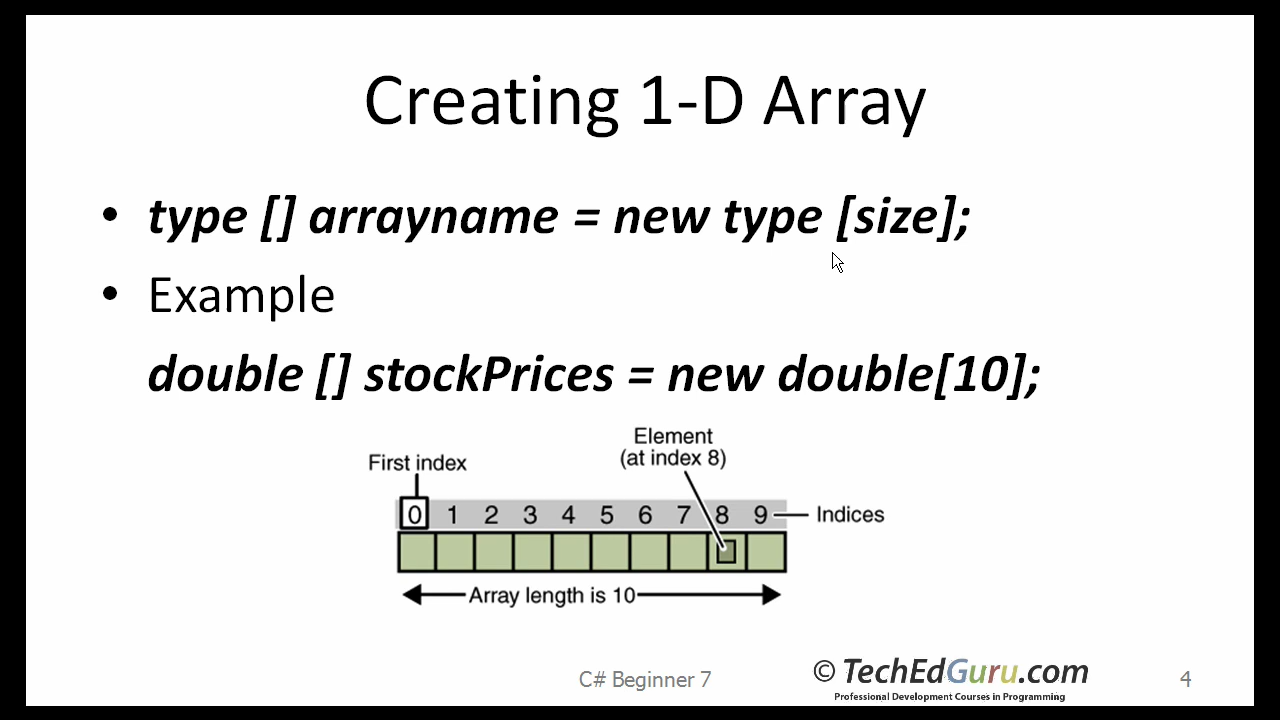 Creating 1-D Array
• type [] arrayname = new type [size];
• Example
double [] stockPrices = new double[10];
Element
(at index 8)
First index
0 1 2 3 4 5 6 7 8 9
Indices
Array length is 10
C# Beginner 7
© TechEdGuru.com
Professional Development Courses in Programming
4